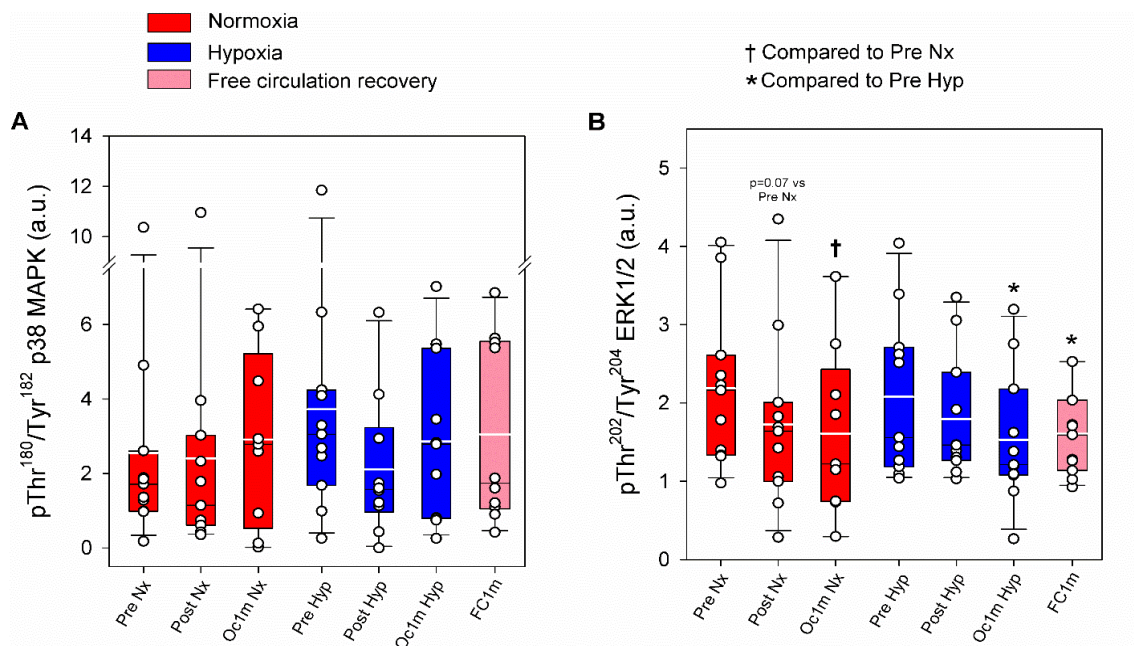 Normoxia
Hypoxia
Free circulation recovery
† Compared to Pre Nx
* Compared to Pre Hyp
A
pThr180/Tyr182 p38 MAPK (a.u.)
14
12
10
6
4
2
0
Pre Nx
Post Nx
Oc1m Nx
Pre Hyp
Post Hyp
Oc1m Hyp
FC1m
B
pThr202/Tyr204 ERK1/2 (a.u.)
5
4
3
2
1
0
p=0.07 vs
Pre Nx
†
*
*
Pre Nx
Post Nx
Oc1m Nx
Pre Hyp
Post Hyp
Oc1m Hyp
FC1m